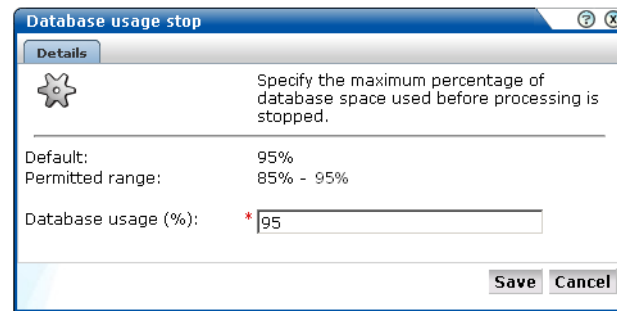 Database usage stop
Details
Specify the maximum percentage of
database space used before processing is
stopped.
Default: 95%
Permitted range: 85% - 95%
Database usage (%): * 95
Save Cancel